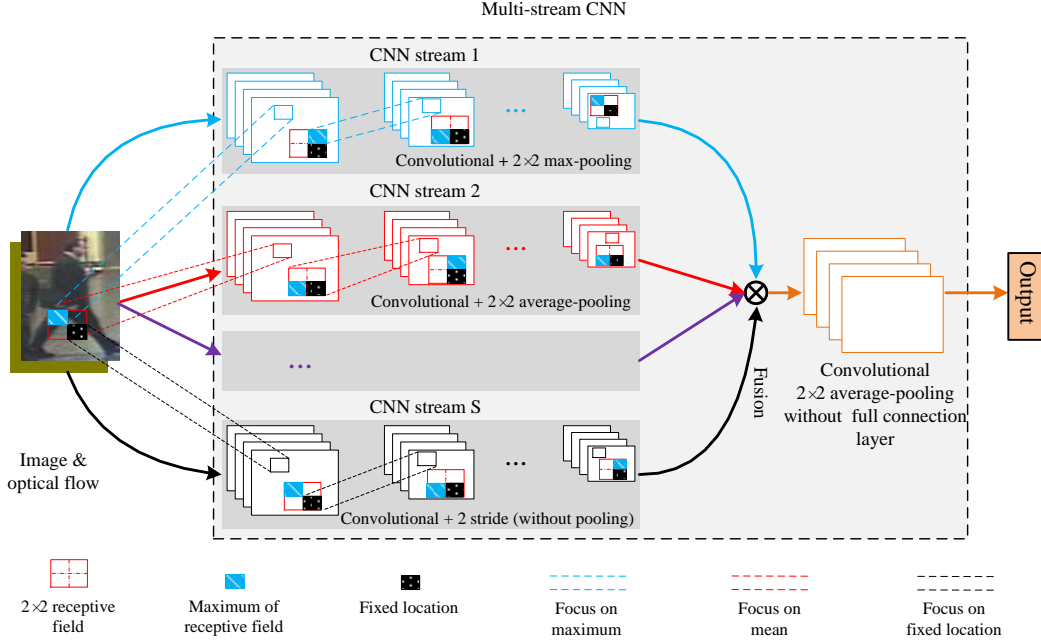 Multi-stream CNN
CNN stream 1
...
Convolutional + 2×2 max-pooling
CNN stream 2
...
Convolutional + 2×2 average-pooling
...
CNN stream S
...
Convolutional + 2 stride (without pooling)
Image &
optical flow
Fusion
Convolutional
2×2 average-pooling
without full connection
layer
Output
2×2 receptive
field
Maximum of
receptive field
Fixed location
Focus on
maximum
Focus on
mean
Focus on
fixed location